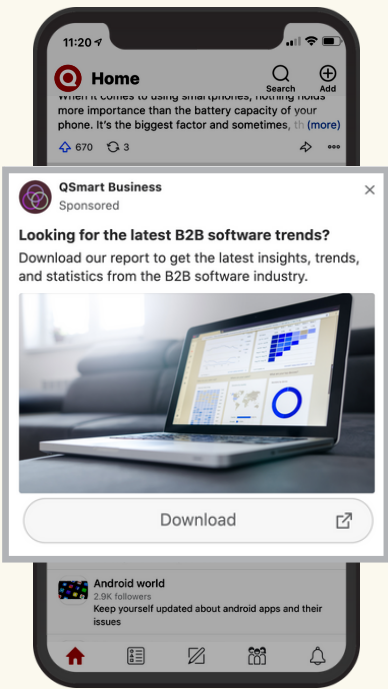 11:20
Q Home
Search Add
When it comes to using smartphones, nothing holds
more importance than the battery capacity of your
phone. It's the biggest factor and sometimes, th (more)
670 3
QSmart Business
Sponsored
Looking for the latest B2B software trends?
Download our report to get the latest insights, trends,
and statistics from the B2B software industry.
Download
Android world
2.9K followers
Keep yourself updated about android apps and their
issues